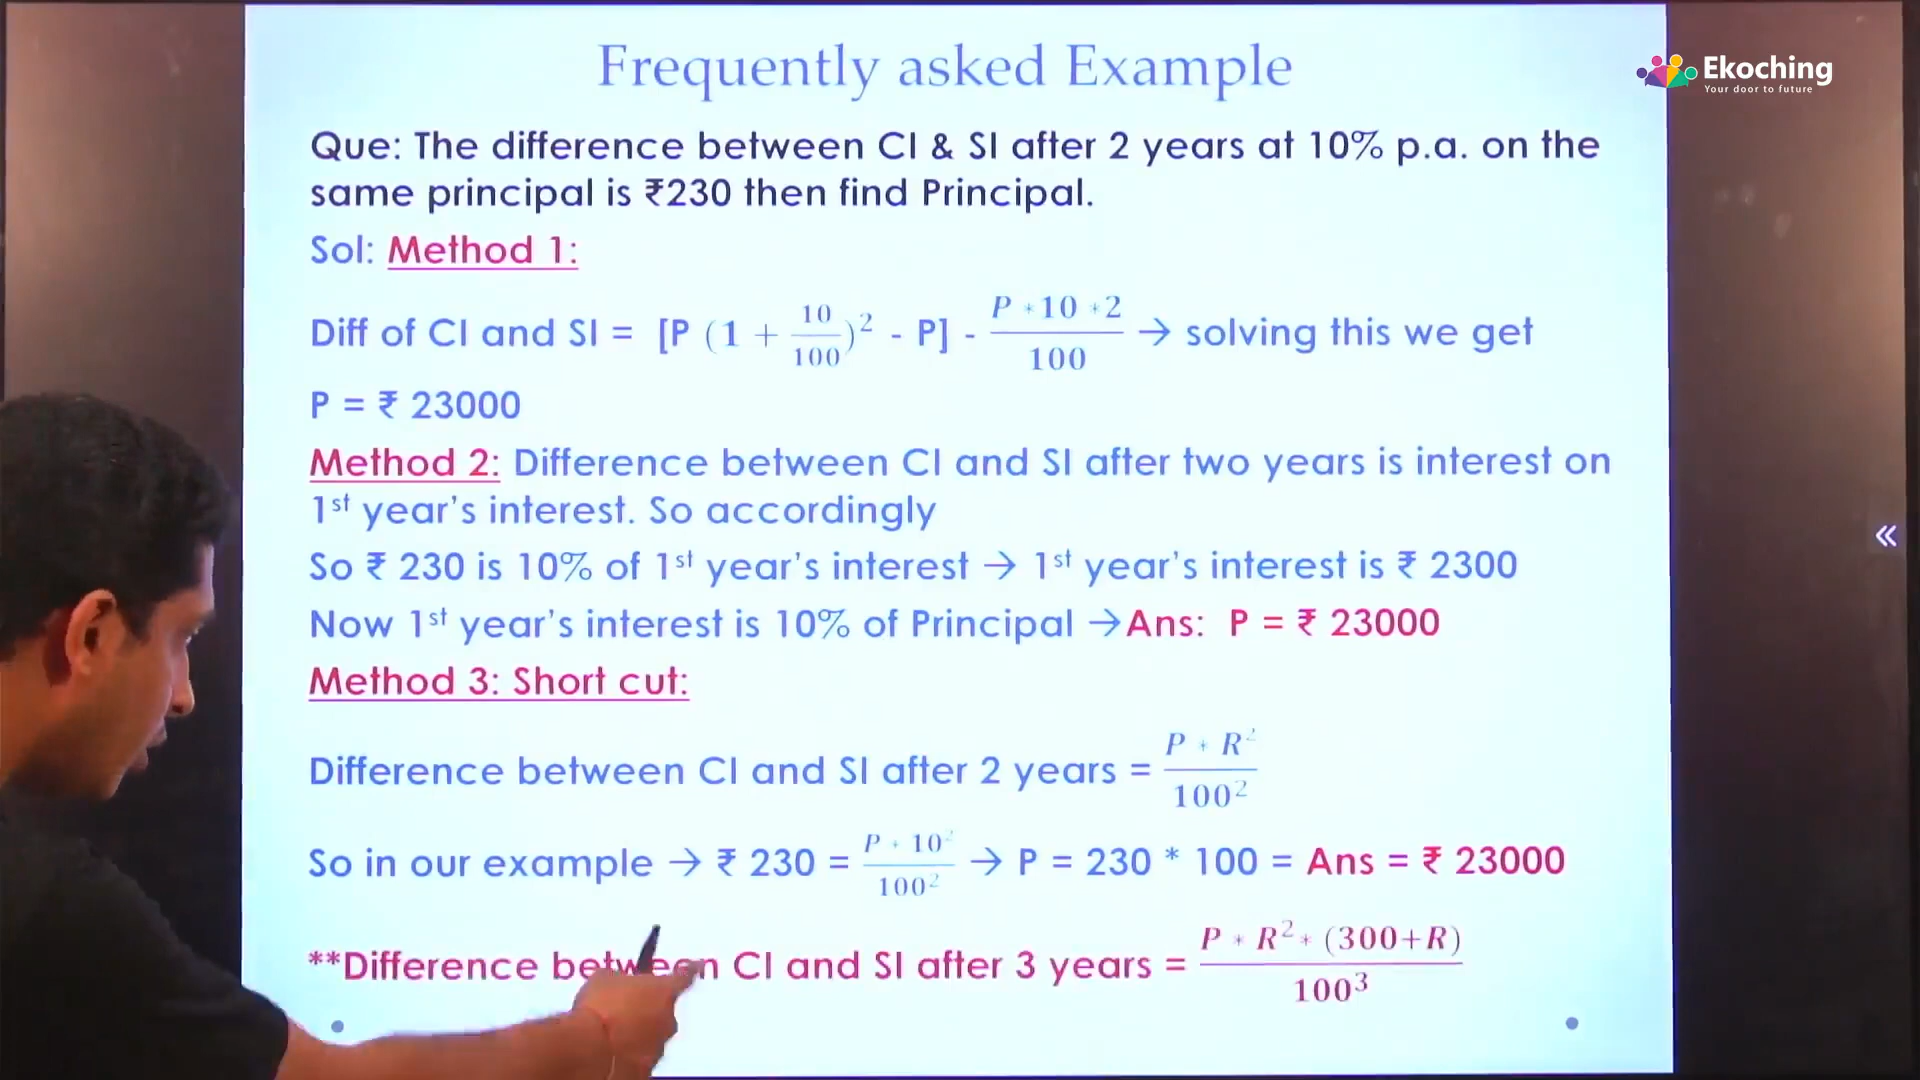 Frequently asked Example
Ekoching
Your door to future
Que: The difference between CI & SI after 2 years at 10% p.a. on the
same principal is ₹230 then find Principal.
Sol: Method 1:
Diff of CI and SI = [P (1 + 10/100)² - P] - P * 10 * 2 / 100 → solving this we get
P = ₹ 23000
Method 2: Difference between CI and SI after two years is interest on
1st year's interest. So accordingly
So ₹ 230 is 10% of 1st year's interest → 1st year's interest is ₹ 2300
Now 1st year's interest is 10% of Principal → Ans: P = ₹ 23000
Method 3: Short cut:
Difference between CI and SI after 2 years = P * R² / 100²
So in our example → ₹ 230 = P * 10² / 100² → P = 230 * 100 = Ans = ₹ 23000
**Difference between CI and SI after 3 years = P * R² * (300+R) / 100³